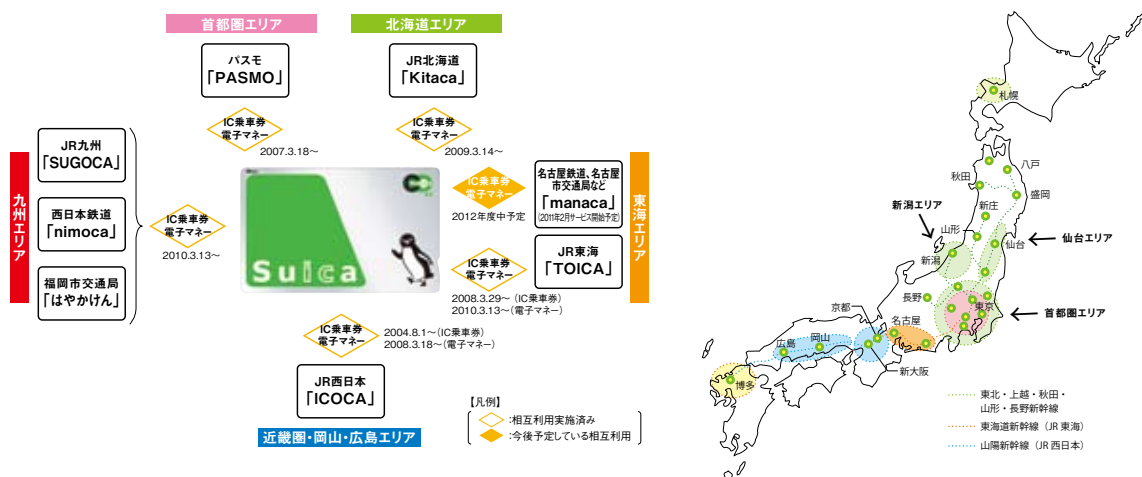 首都圏エリア
北海道エリア
パスモ
「PASMO」
JR北海道
「Kitaca」
IC乗車券
電子マネー
2007.3.18〜
IC乗車券
電子マネー
2009.3.14〜
九州エリア
JR九州
「SUGOCA」
西日本鉄道
「nimoca」
福岡市交通局
「はやかけん」
IC乗車券
電子マネー
2010.3.13〜
Suica
IC乗車券
電子マネー
2012年度中予定
名古屋鉄道、名古屋
市交通局など
「manaca」
(2011年2月サービス開始予定)
東海エリア
IC乗車券
電子マネー
JR東海
「TOICA」
2008.3.29〜(IC乗車券)
2010.3.13〜(電子マネー)
IC乗車券
電子マネー
2004.8.1〜(IC乗車券)
2008.3.18〜(電子マネー)
JR西日本
「ICOCA」
近畿圏・岡山・広島エリア
【凡例】
:相互利用実施済み
:今後予定している相互利用
札幌
八戸
秋田
盛岡
新庄
新潟エリア
山形
仙台
仙台エリア
新潟
長野
東京
首都圏エリア
京都
名古屋
広島
岡山
新大阪
博多
東北・上越・秋田・
山形・長野新幹線
東海道新幹線(JR東海)
山陽新幹線(JR西日本)